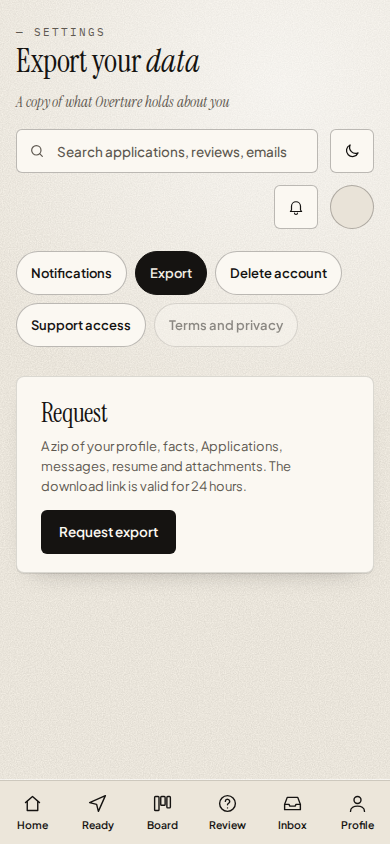 — SETTINGS
Export your data
A copy of what Overture holds about you
Search applications, reviews, emails
Notifications
Export
Delete account
Support access
Terms and privacy
Request
A zip of your profile, facts, Applications,
messages, resume and attachments. The
download link is valid for 24 hours.
Request export
Home
Ready
Board
Review
Inbox
Profile